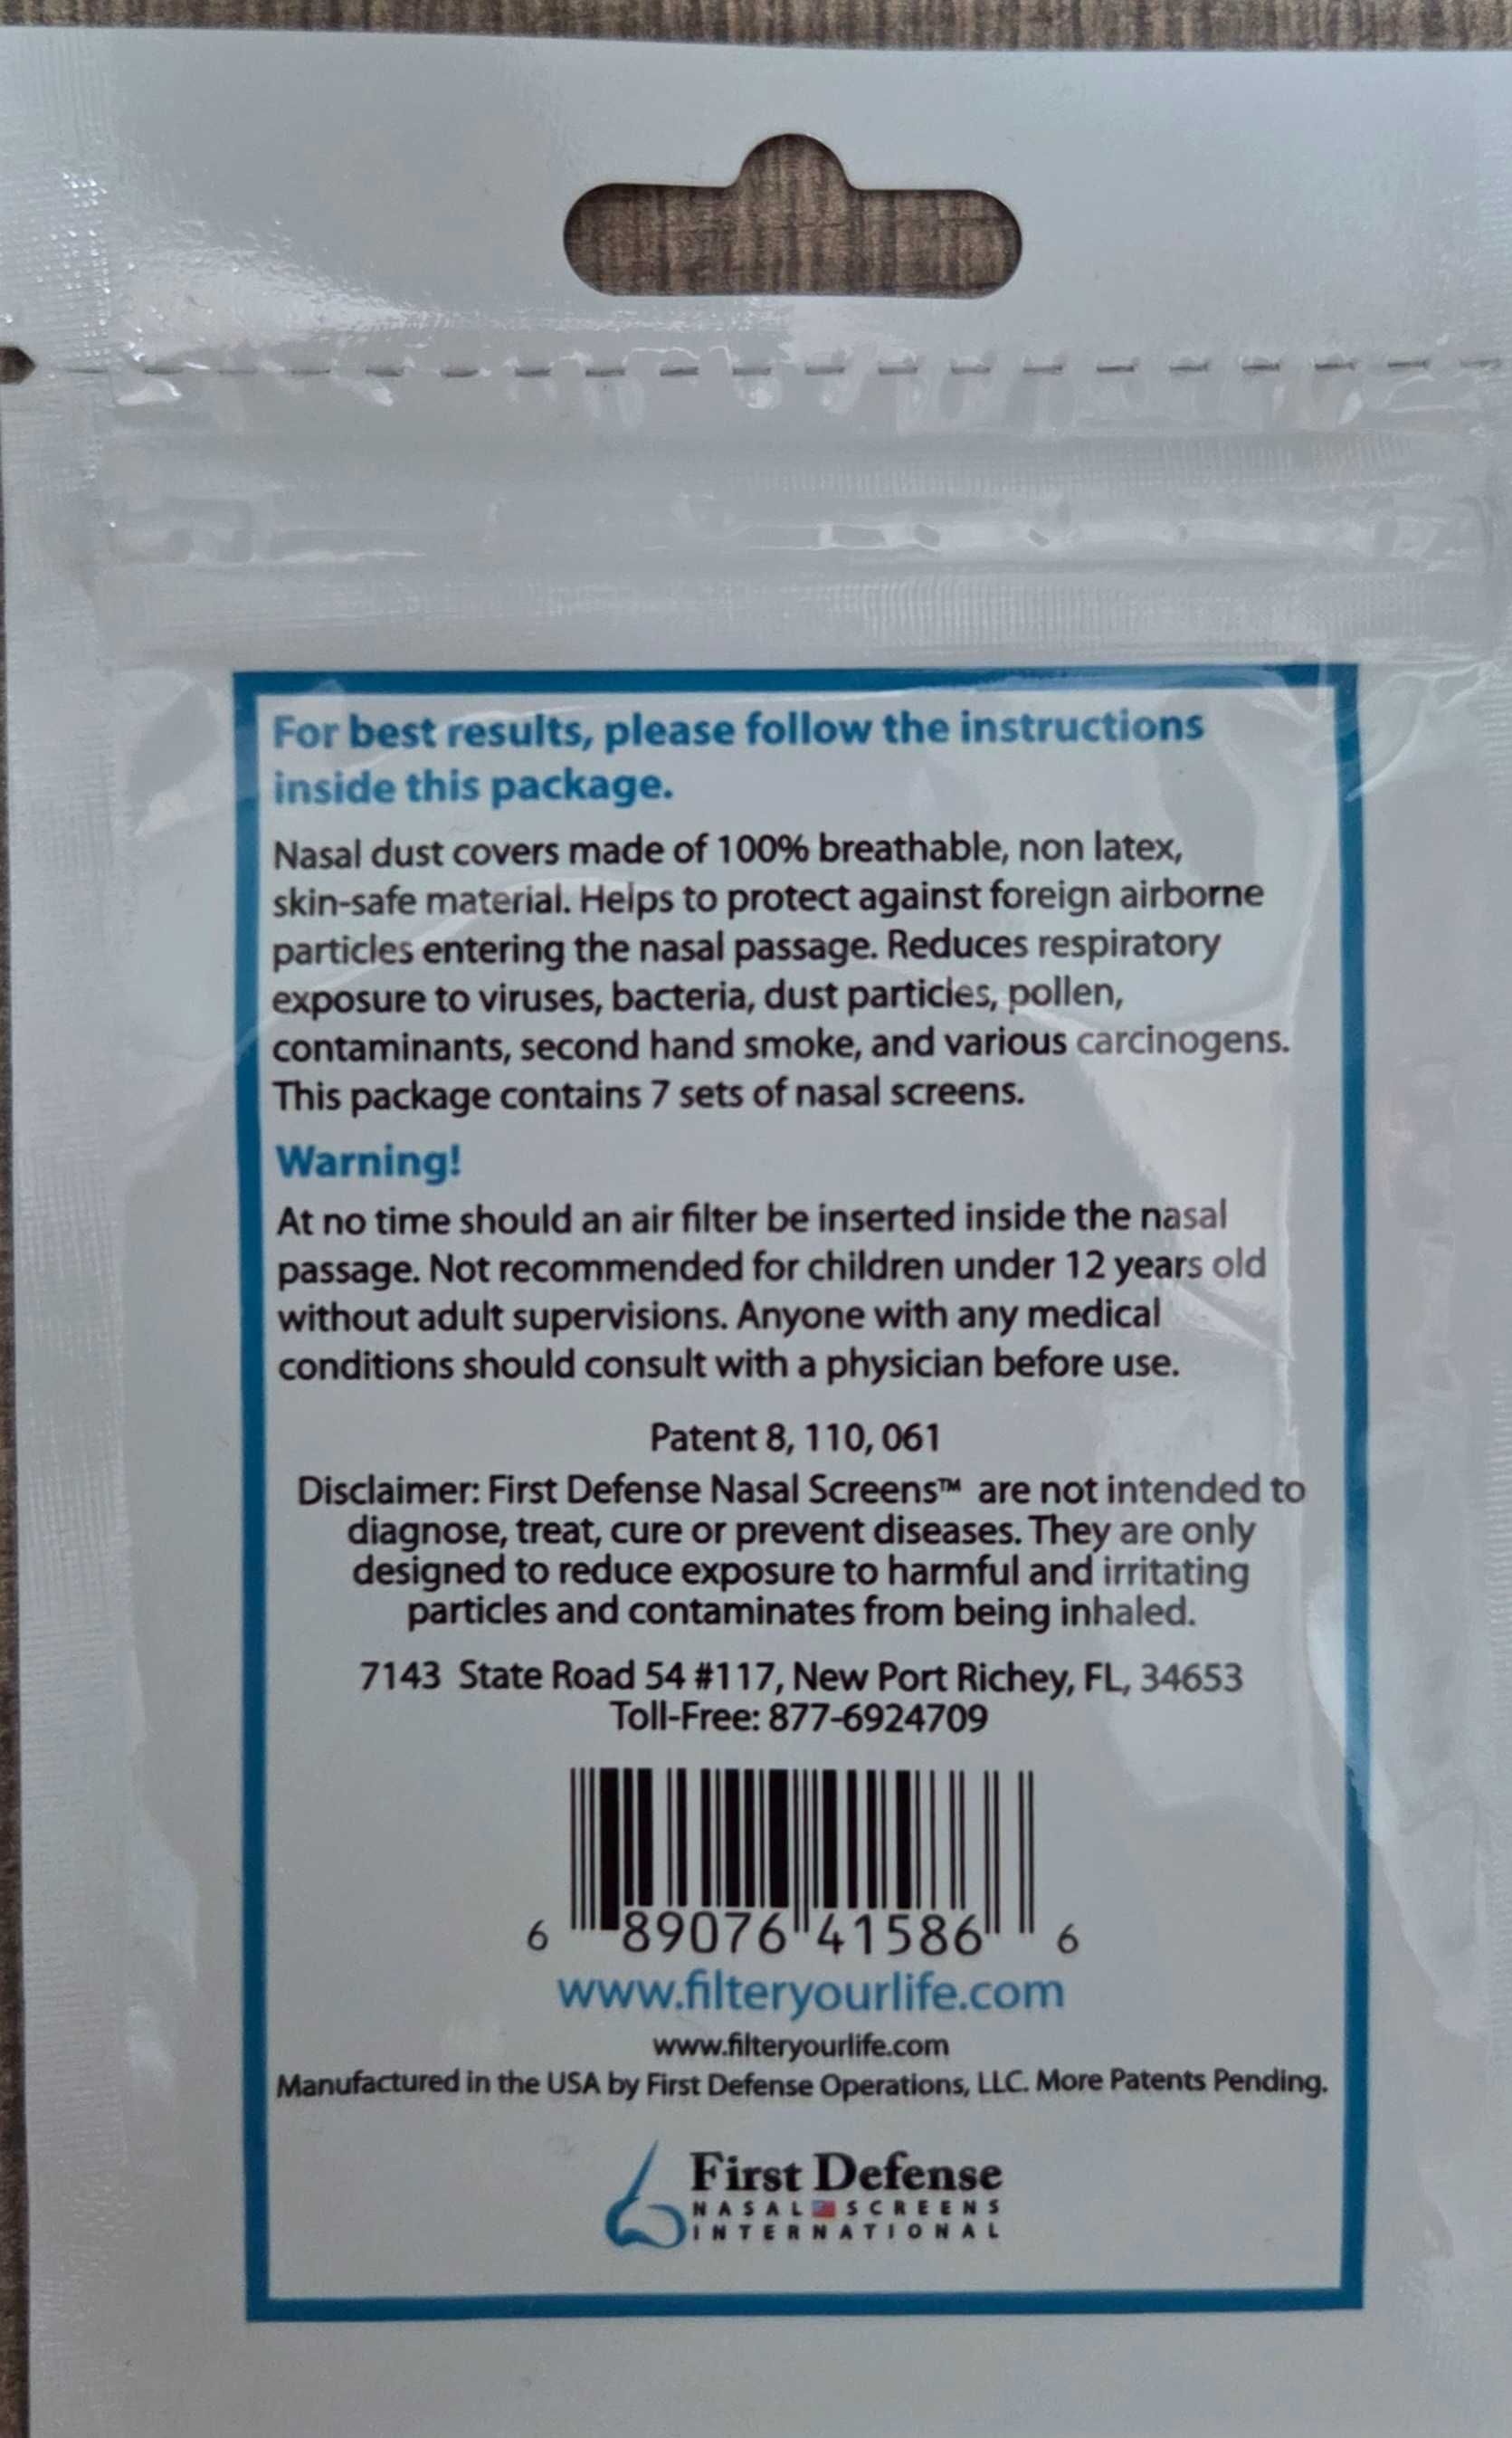 For best results, please follow the instructions
inside this package.
Nasal dust covers made of 100% breathable, non latex,
skin-safe material. Helps to protect against foreign airborne
particles entering the nasal passage. Reduces respiratory
exposure to viruses, bacteria, dust particles, pollen,
contaminants, second hand smoke, and various carcinogens.
This package contains 7 sets of nasal screens.
Warning!
At no time should an air filter be inserted inside the nasal
passage. Not recommended for children under 12 years old
without adult supervisions. Anyone with any medical
conditions should consult with a physician before use.
Patent 8, 110, 061
Disclaimer: First Defense Nasal Screens™ are not intended to
diagnose, treat, cure or prevent diseases. They are only
designed to reduce exposure to harmful and irritating
particles and contaminates from being inhaled.
7143 State Road 54 #117, New Port Richey, FL, 34653
Toll-Free: 877-6924709
6 89076 41586 6
www.filteryourlife.com
www.filteryourlife.com
Manufactured in the USA by First Defense Operations, LLC. More Patents Pending.
First Defense
NASAL SCREENS
INTERNATIONAL